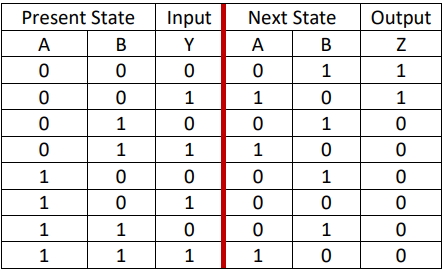 Present State Input Next State Output
A B Y A B Z
0 0 0 0 1 1
0 0 1 1 0 1
0 1 0 0 1 0
0 1 1 1 0 0
1 0 0 0 1 0
1 0 1 0 0 0
1 1 0 0 1 0
1 1 1 1 0 0